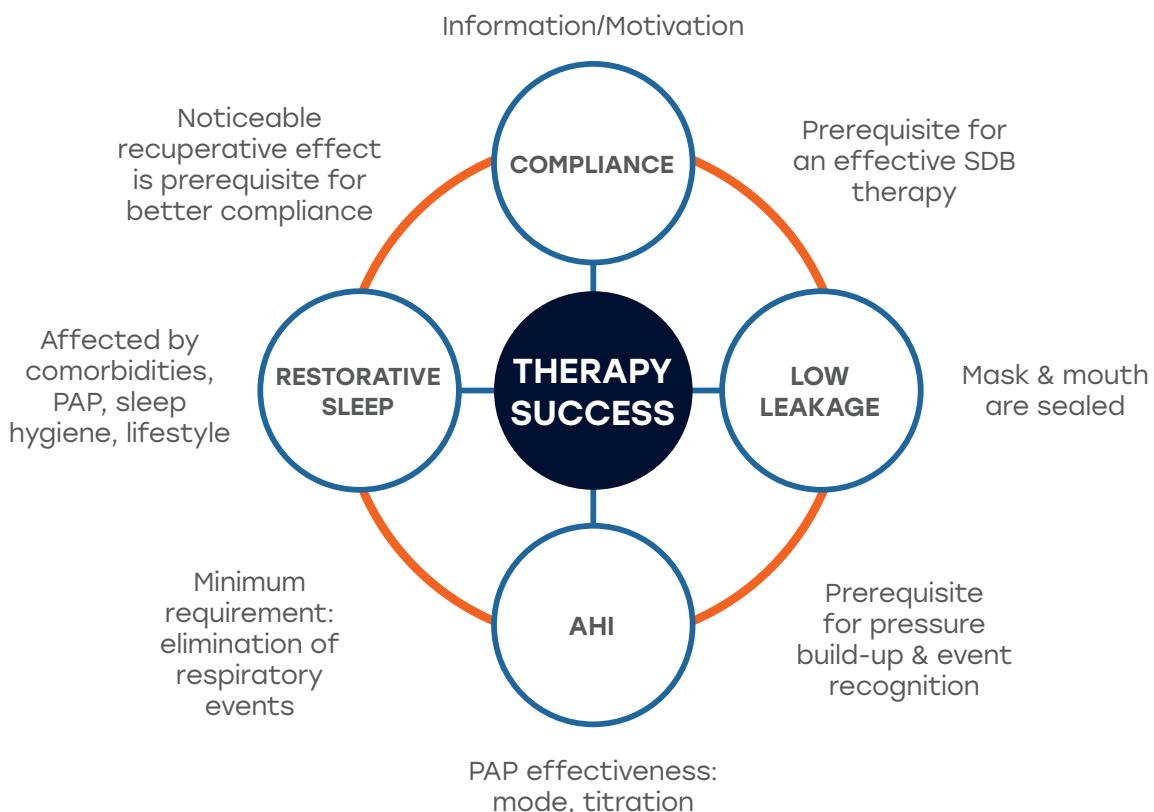 Information/Motivation
Noticeable
recuperative effect
is prerequisite for
better compliance
COMPLIANCE
Prerequisite for
an effective SDB
therapy
Affected by
comorbidities,
PAP, sleep
hygiene, lifestyle
RESTORATIVE
SLEEP
THERAPY
SUCCESS
LOW
LEAKAGE
Mask & mouth
are sealed
Minimum
requirement:
elimination of
respiratory
events
AHI
Prerequisite
for pressure
build-up & event
recognition
PAP effectiveness:
mode, titration